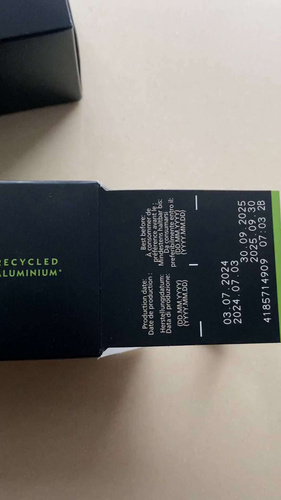 RECYCLED
ALUMINIUM*
Best before:
À consommer de
préférence avant le :
Mindestens haltbar bis:
Da consumarsi
preferibilmente entro il:
(DD.MM.YYYY)
(YYYY.MM.DD)
Production date:
Date de production :
Herstellungsdatum:
Data di produzione:
(DD.MM.YYYY)
(YYYY.MM.DD)
03.07.2024 30.09.2025
2024.07.03 2025.09.30
4185714909 07:03 2B